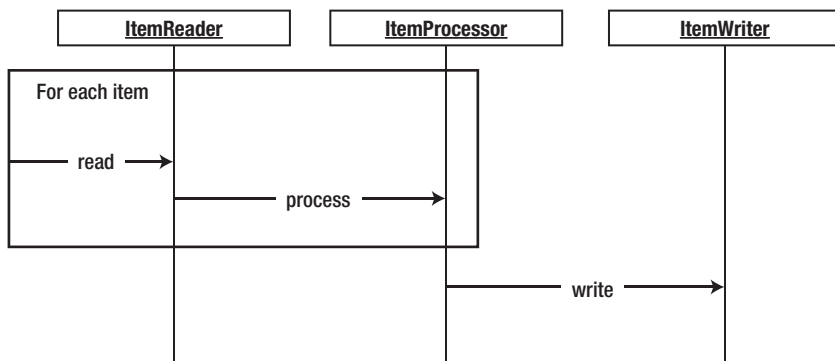 ItemReader
ItemProcessor
ItemWriter
For each item
read
process
write